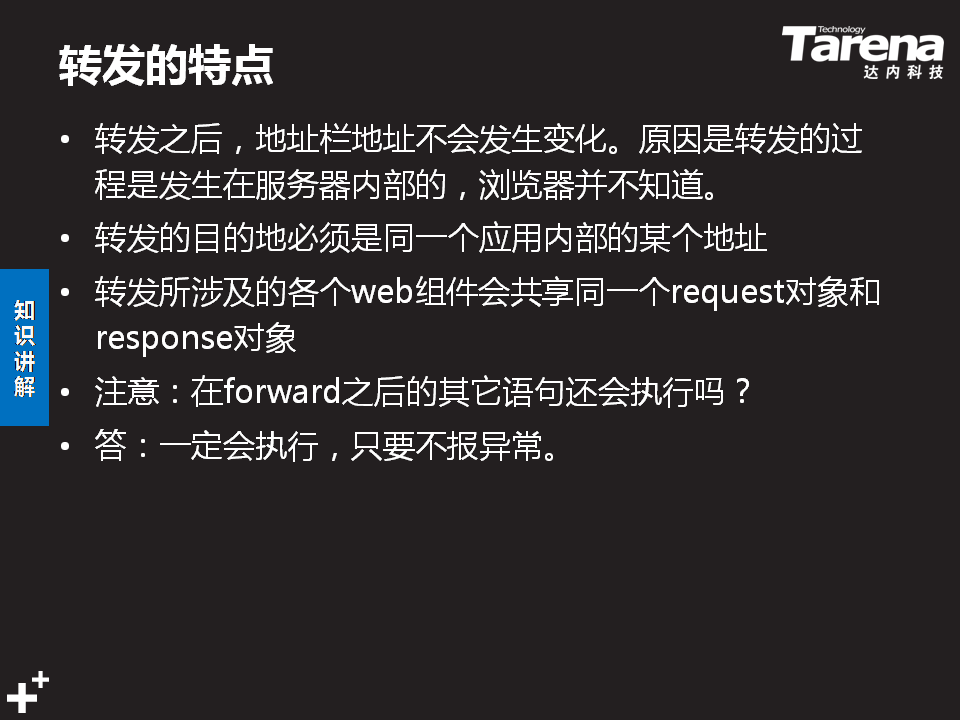 转发的特点
Technology
Tarena
达内科技
• 转发之后，地址栏地址不会发生变化。原因是转发的过
程是发生在服务器内部的，浏览器并不知道。
• 转发的目的地必须是同一个应用内部的某个地址
• 转发所涉及的各个web组件会共享同一个request对象和
response对象
• 注意：在forward之后的其它语句还会执行吗？
• 答：一定会执行，只要不报异常。
知
识
讲
解